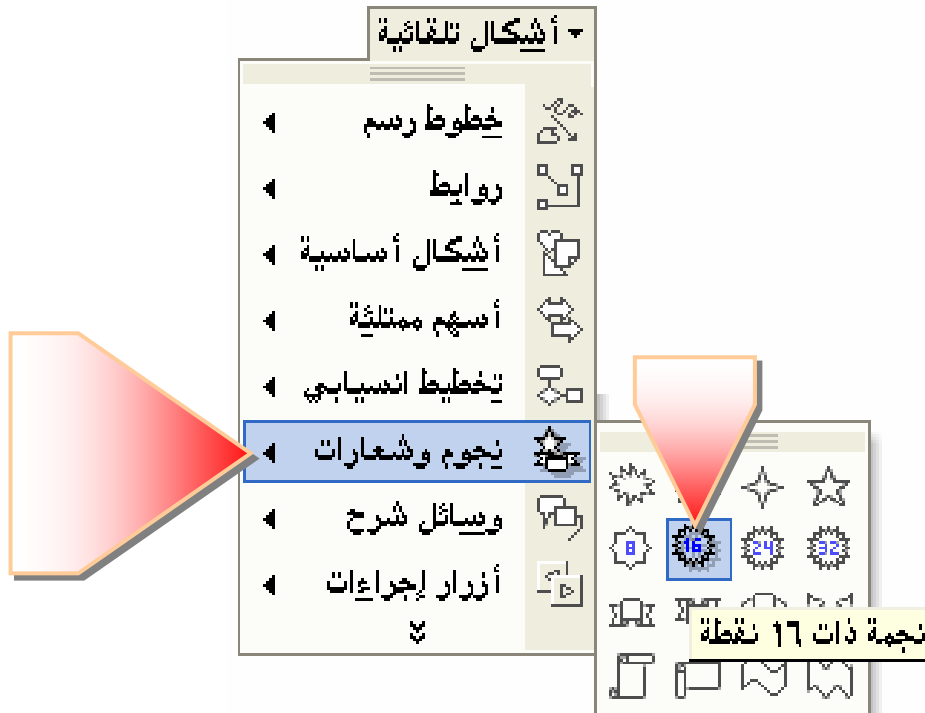 أشكال تلقائية
خطوط رسم
روابط
أشكال أساسية
أسهم ممتلئة
تخطيط انسيابي
نجوم وشعارات
وسائل شرح
أزرار إجراءات
8 16 24 32
نجمة ذات ١٦ نقطة